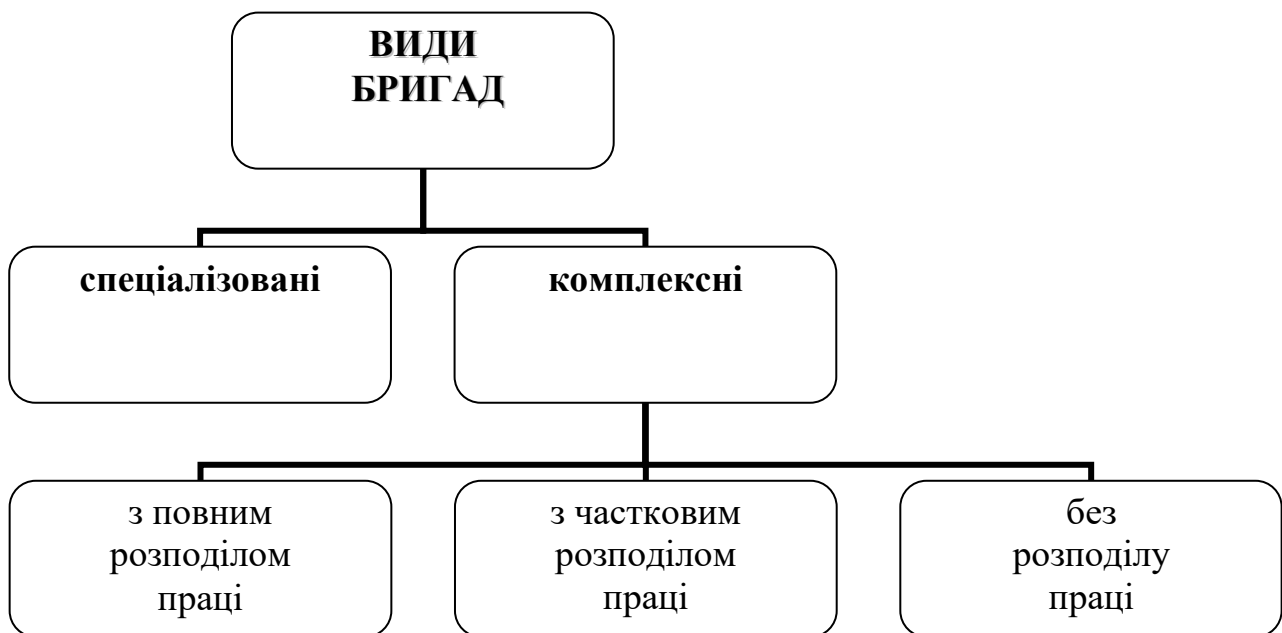 ВИДИ
БРИГАД
спеціалізовані
комплексні
з повним
розподілом
праці
з частковим
розподілом
праці
без
розподілу
праці